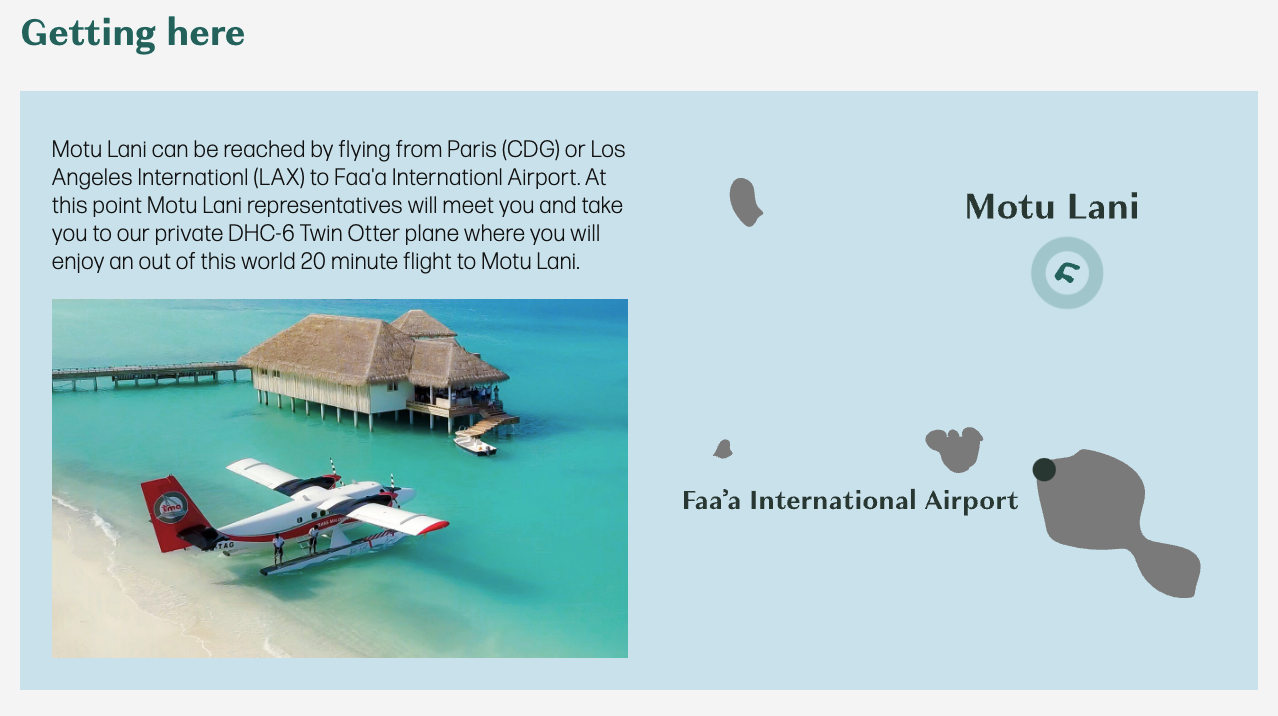 Getting here
Motu Lani can be reached by flying from Paris (CDG) or Los
Angeles Internationl (LAX) to Faa'a Internationl Airport. At
this point Motu Lani representatives will meet you and take
you to our private DHC-6 Twin Otter plane where you will
enjoy an out of this world 20 minute flight to Motu Lani.
tma
TAG
Motu Lani
Faa’a International Airport